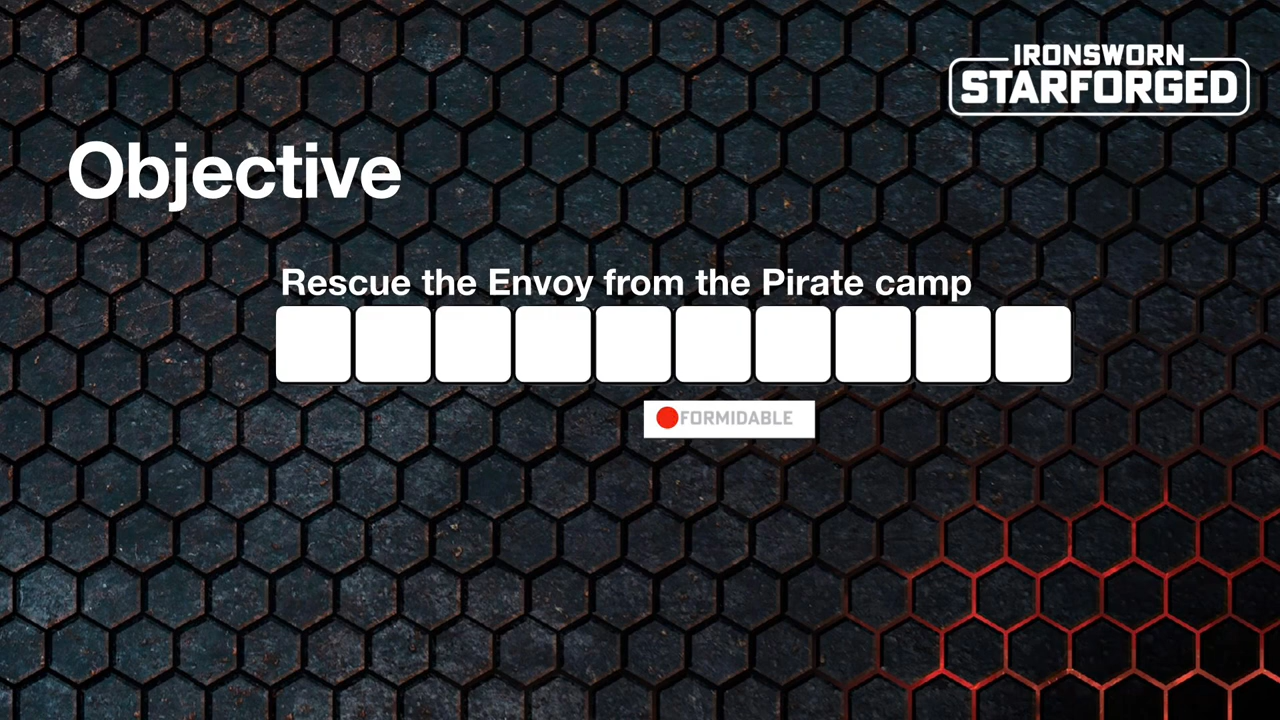 IRONSWORN
STARFORGED
Objective
Rescue the Envoy from the Pirate camp
FORMIDABLE